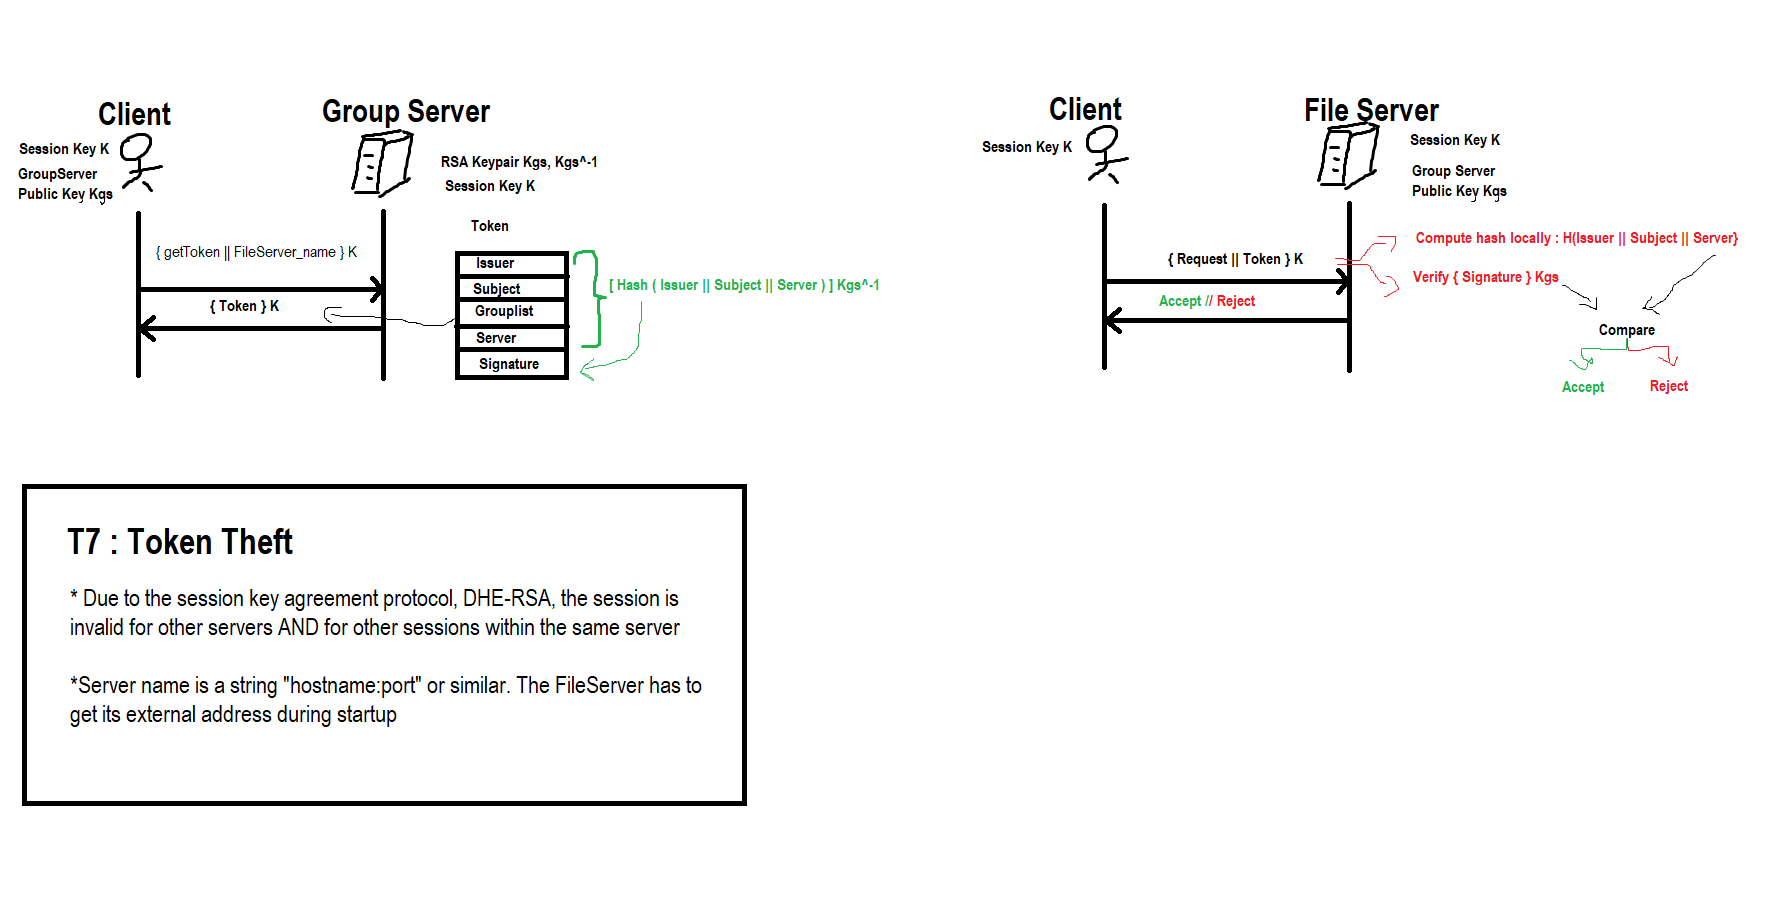 Client
Group Server
Session Key K
GroupServer
Public Key Kgs
RSA Keypair Kgs, Kgs^-1
Session Key K
Token
{ getToken || FileServer_name } K
{ Token } K
Issuer
Subject
Grouplist
Server
Signature
[ Hash ( Issuer || Subject || Server ) ] Kgs^-1
Client
File Server
Session Key K
Session Key K
Group Server
Public Key Kgs
{ Request || Token } K
Accept // Reject
Compute hash locally : H(Issuer || Subject || Server}
Verify { Signature } Kgs
Compare
Accept
Reject
T7 : Token Theft
* Due to the session key agreement protocol, DHE-RSA, the session is
invalid for other servers AND for other sessions within the same server
*Server name is a string "hostname:port" or similar. The FileServer has to
get its external address during startup